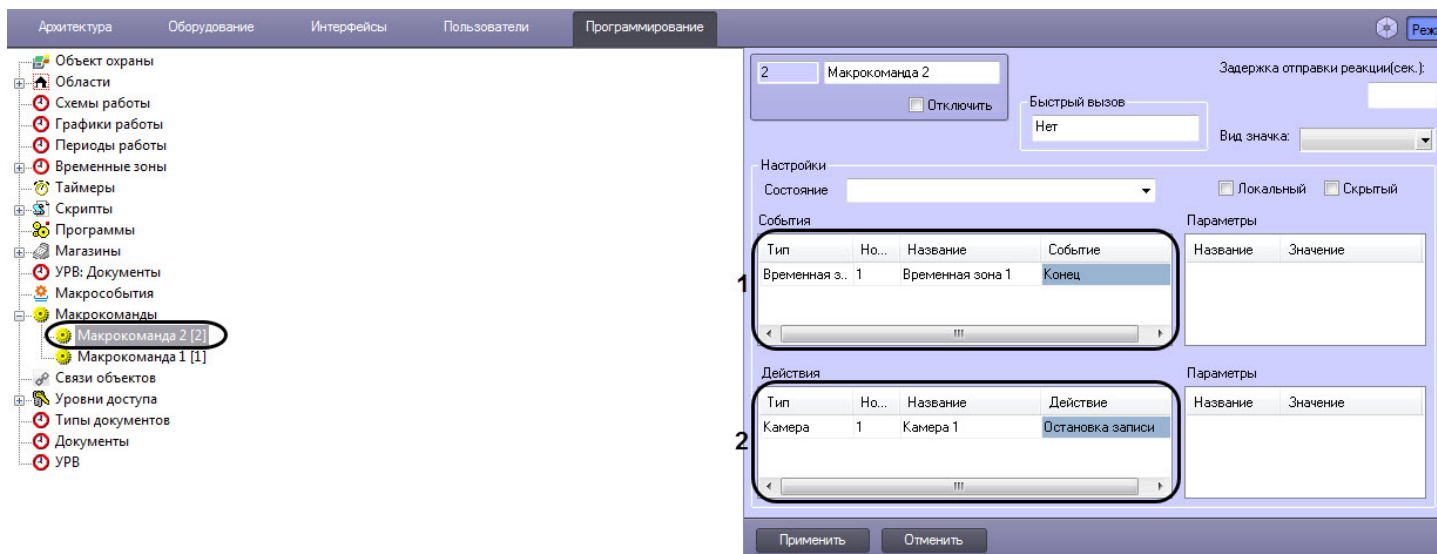 Архитектура Оборудование Интерфейсы Пользователи Программирование
Объект охраны
Области
Схемы работы
Графики работы
Периоды работы
Временные зоны
Таймеры
Скрипты
Программы
Магазины
УРВ: Документы
Макрособытия
Макрокоманды
Макрокоманда 2 [2]
Макрокоманда 1 [1]
Связи объектов
Уровни доступа
Типы документов
Документы
УРВ
2 Макрокоманда 2
Отключить
Быстрый вызов
Нет
Задержка отправки реакции(сек.):
Вид значка:
Настройки
Состояние
Локальный Скрытый
События
Тип Но... Название Событие
1
Временная з.. 1 Временная зона 1 Конец
Параметры
Название Значение
Действия
Тип Но... Название Действие
2
Камера 1 Камера 1 Остановка записи
Параметры
Название Значение
Применить Отменить